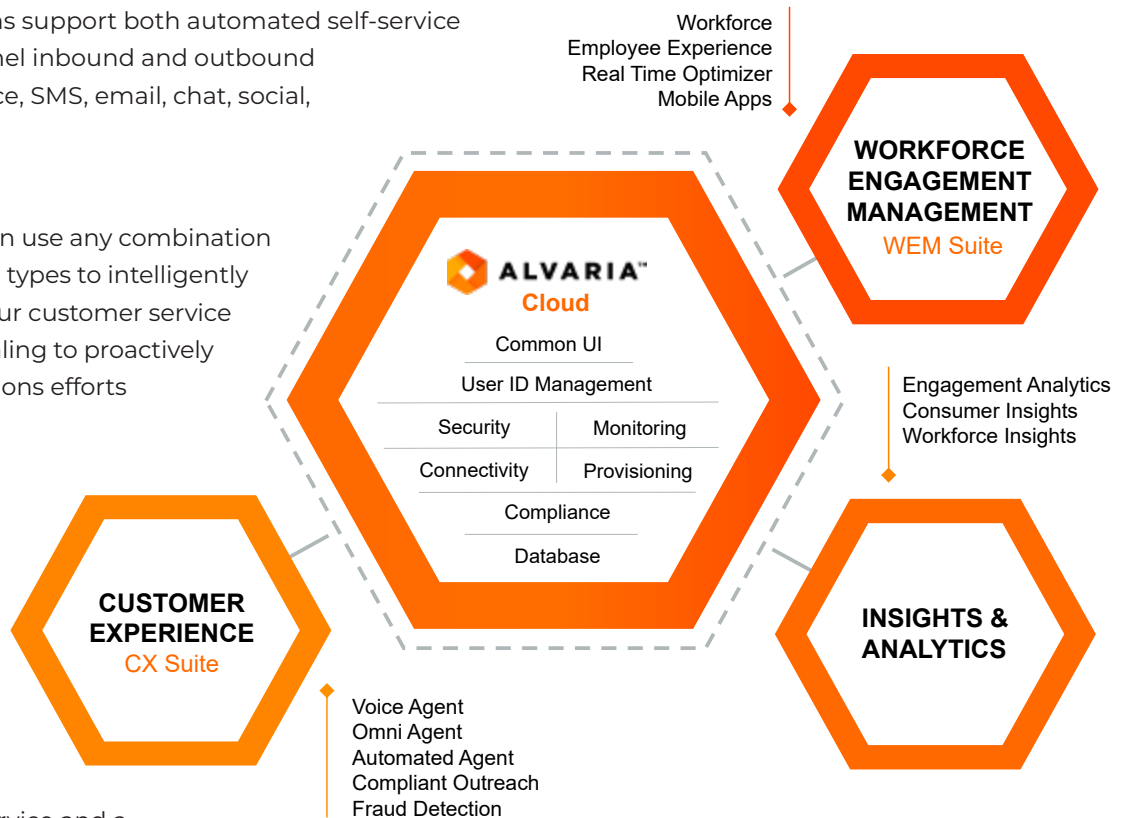 ns support both automated self-service
nel inbound and outbound
ce, SMS, email, chat, social,
n use any combination
types to intelligently
ur customer service
ling to proactively
ions efforts
Workforce
Employee Experience
Real Time Optimizer
Mobile Apps
WORKFORCE
ENGAGEMENT
MANAGEMENT
WEM Suite
ALVARIA™
Cloud
Common UI
User ID Management
Security Monitoring
Connectivity Provisioning
Compliance
Database
Engagement Analytics
Consumer Insights
Workforce Insights
CUSTOMER
EXPERIENCE
CX Suite
INSIGHTS &
ANALYTICS
Voice Agent
Omni Agent
Automated Agent
Compliant Outreach
Fraud Detection